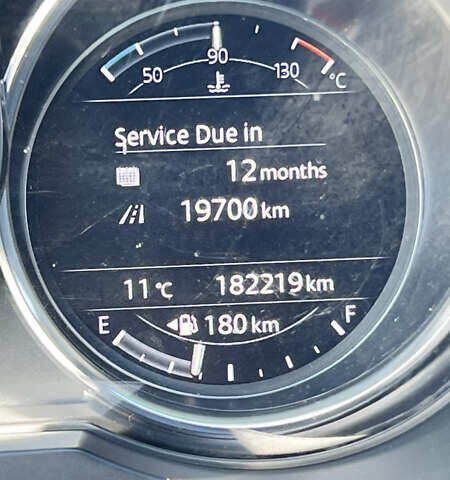 90
50 130
°C
Service Due in
12 months
19700 km
11 °C 182219 km
E F
180 km